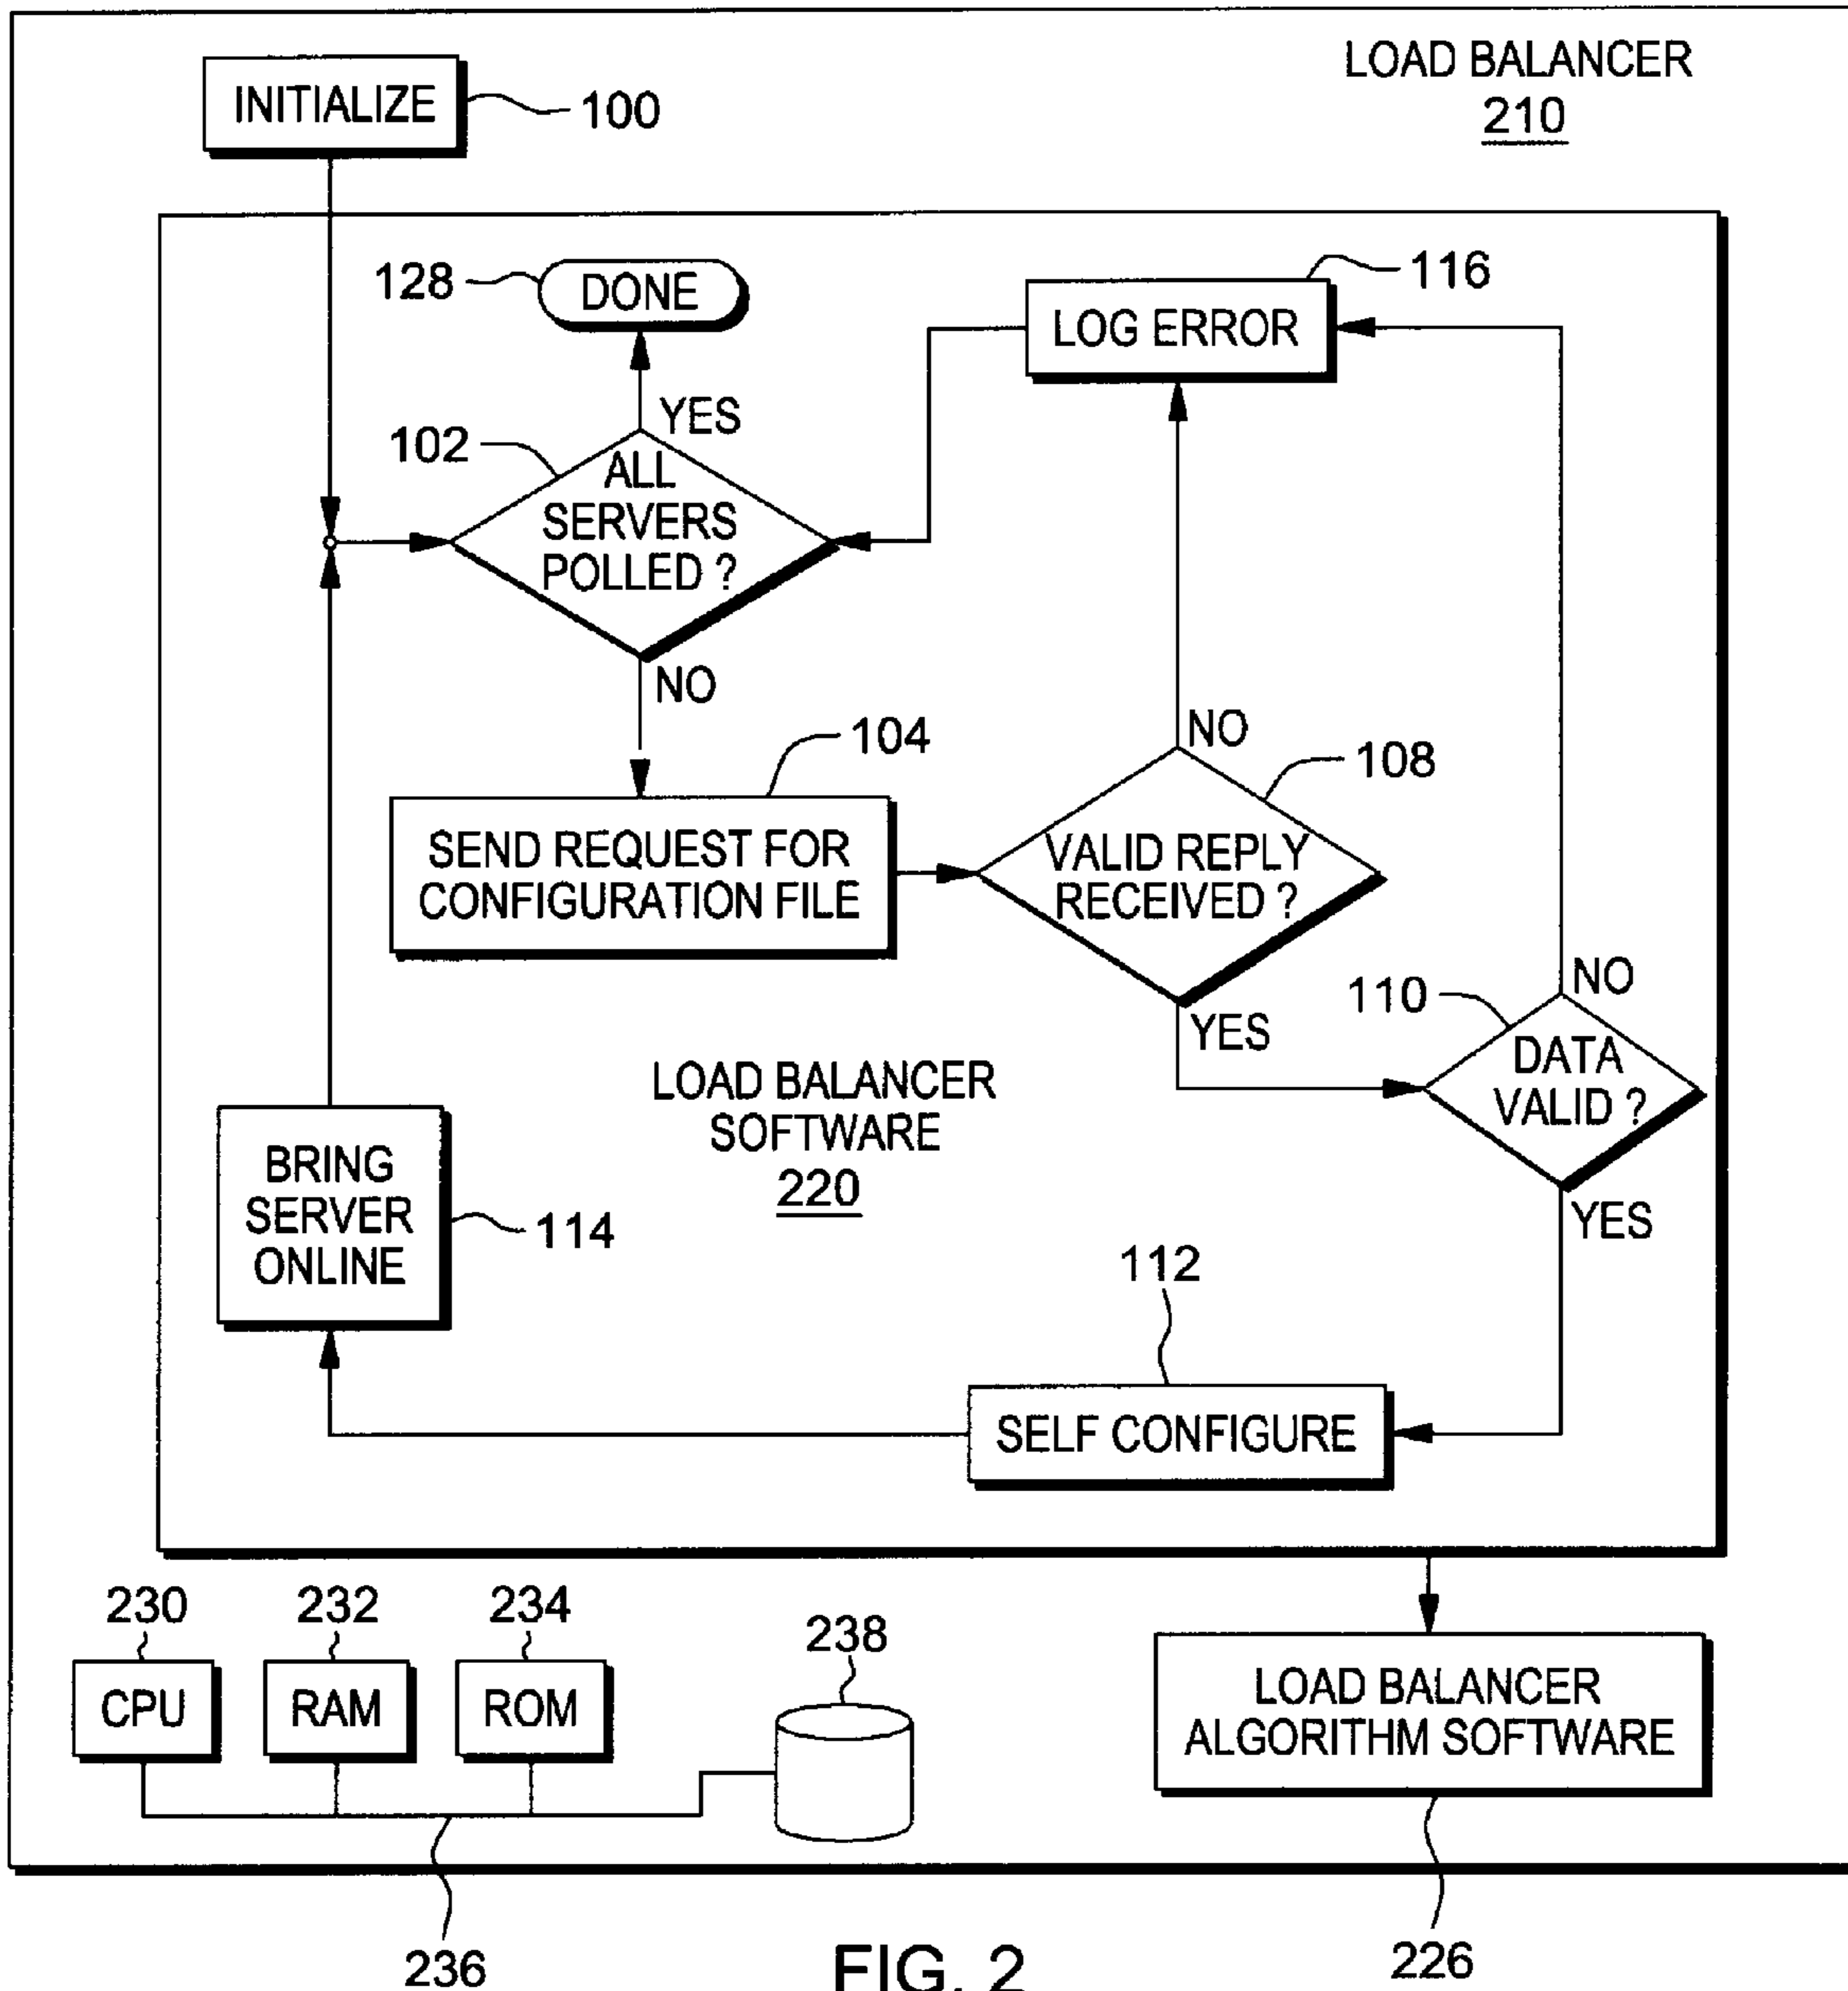 LOAD BALANCER
210
INITIALIZE
100
128
DONE
116
LOG ERROR
YES
102
ALL
SERVERS
POLLED ?
NO
104
SEND REQUEST FOR
CONFIGURATION FILE
NO
108
VALID REPLY
RECEIVED ?
YES
110
NO
DATA
VALID ?
YES
LOAD BALANCER
SOFTWARE
220
BRING
SERVER
ONLINE
114
112
SELF CONFIGURE
230
232
234
238
CPU
RAM
ROM
LOAD BALANCER
ALGORITHM SOFTWARE
236
226
FIG. 2